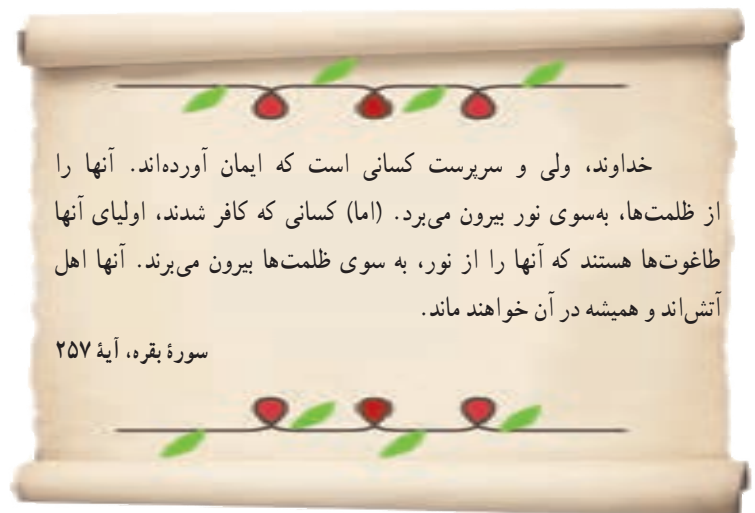 خداوند، ولی و سرپرست کسانی است که ایمان آورده‌اند. آنها را
از ظلمت‌ها، به‌سوی نور بیرون می‌برد. (اما) کسانی که کافر شدند، اولیای آنها
طاغوت‌ها هستند که آنها را از نور، به سوی ظلمت‌ها بیرون می‌برند. آنها اهل
آتش‌اند و همیشه در آن خواهند ماند.
سورهٔ بقره، آیهٔ ۲۵۷